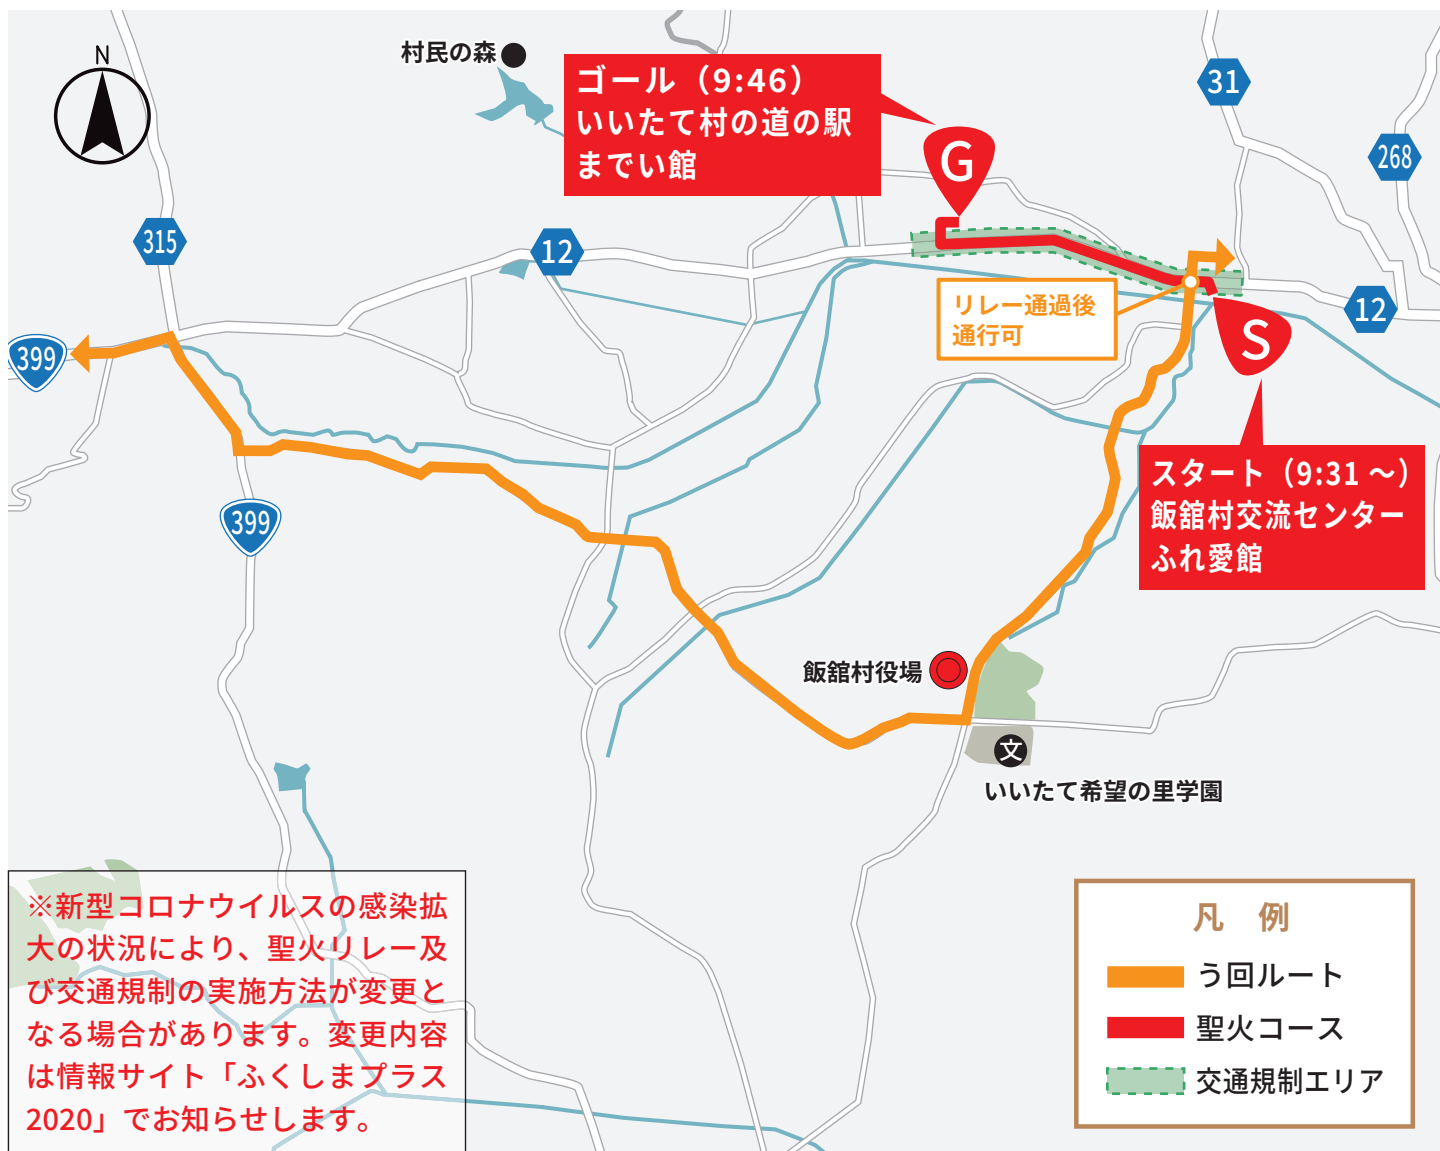 N
村民の森
ゴール（9:46）
いいたて村の道の駅
までい館
G
31
268
315
12
12
399
リレー通過後
通行可
S
スタート（9:31 ～）
飯舘村交流センター
ふれ愛館
399
飯舘村役場
文
いいたて希望の里学園
※新型コロナウイルスの感染拡
大の状況により、聖火リレー及
び交通規制の実施方法が変更と
なる場合があります。変更内容
は情報サイト「ふくしまプラス
2020」でお知らせします。
凡　例
う回ルート
聖火コース
交通規制エリア